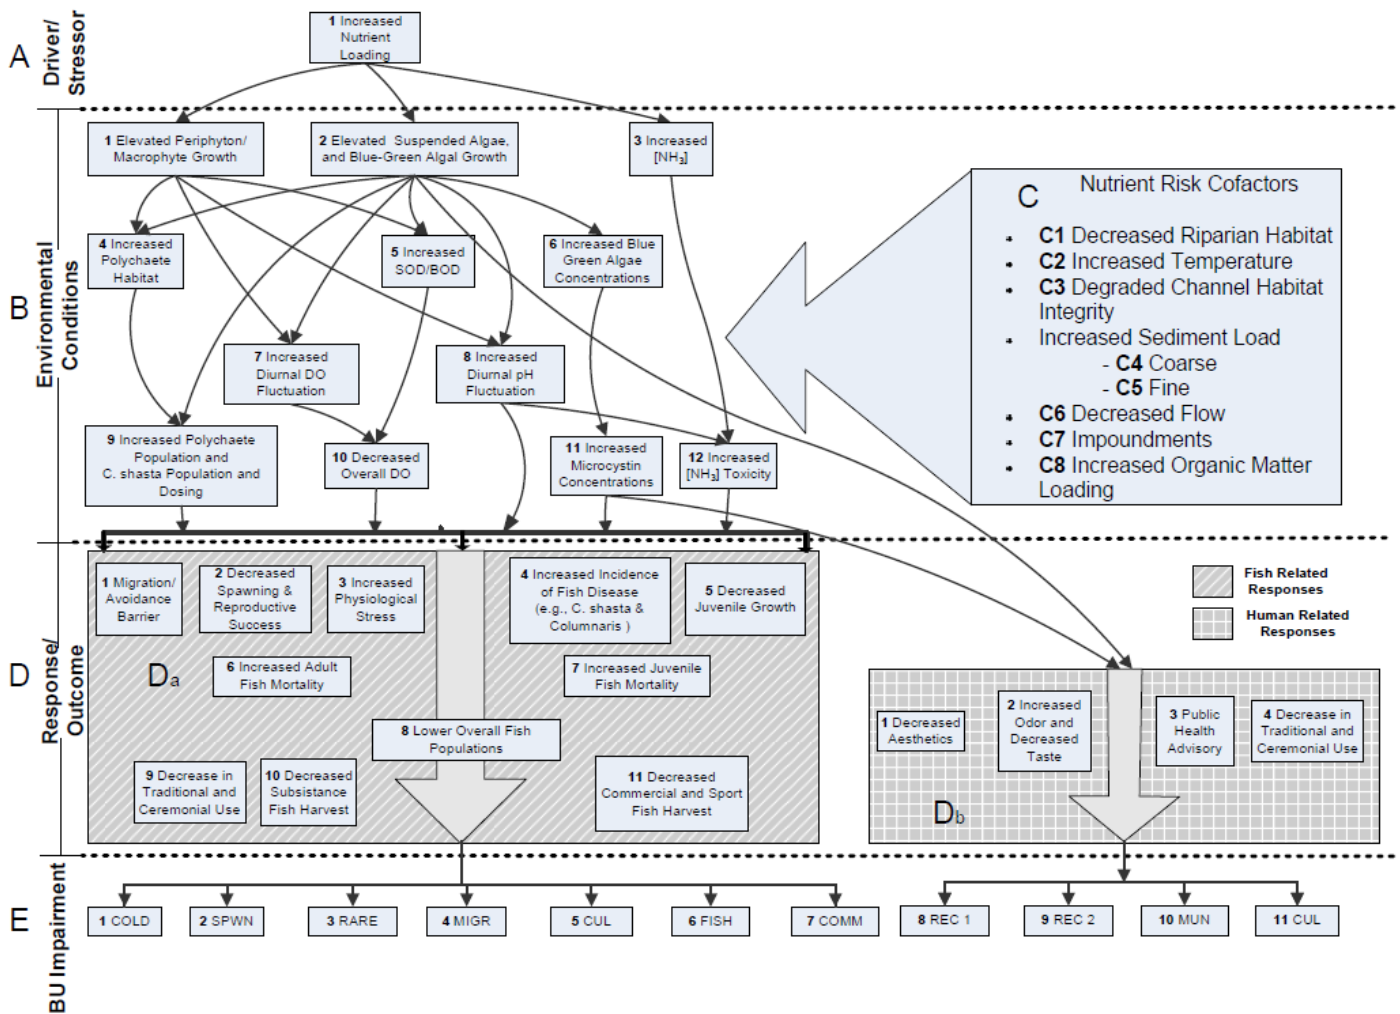 A
Driver/
Stressor
1 Increased
Nutrient
Loading
B
Environmental
Conditions
1 Elevated Periphyton/
Macrophyte Growth
2 Elevated Suspended Algae,
and Blue-Green Algal Growth
3 Increased
[NH₃]
4 Increased
Polychaete
Habitat
5 Increased
SOD/BOD
6 Increased Blue
Green Algae
Concentrations
7 Increased
Diurnal DO
Fluctuation
8 Increased
Diurnal pH
Fluctuation
9 Increased Polychaete
Population and
C. shasta Population and
Dosing
10 Decreased
Overall DO
11 Increased
Microcystin
Concentrations
12 Increased
[NH₃] Toxicity
C
Nutrient Risk Cofactors
• C1 Decreased Riparian Habitat
• C2 Increased Temperature
• C3 Degraded Channel Habitat
Integrity
• Increased Sediment Load
- C4 Coarse
- C5 Fine
• C6 Decreased Flow
• C7 Impoundments
• C8 Increased Organic Matter
Loading
D
Response/
Outcome
1 Migration/
Avoidance
Barrier
2 Decreased
Spawning &
Reproductive
Success
3 Increased
Physiological
Stress
4 Increased Incidence
of Fish Disease
(e.g., C. shasta &
Columnaris )
5 Decreased
Juvenile Growth
Da
6 Increased Adult
Fish Mortality
7 Increased Juvenile
Fish Mortality
8 Lower Overall Fish
Populations
9 Decrease in
Traditional and
Ceremonial Use
10 Decreased
Subsistance
Fish Harvest
11 Decreased
Commercial and Sport
Fish Harvest
Fish Related
Responses
Human Related
Responses
1 Decreased
Aesthetics
2 Increased
Odor and
Decreased
Taste
3 Public
Health
Advisory
4 Decrease in
Traditional and
Ceremonial Use
Db
E
BU Impairment
1 COLD
2 SPWN
3 RARE
4 MIGR
5 CUL
6 FISH
7 COMM
8 REC 1
9 REC 2
10 MUN
11 CUL